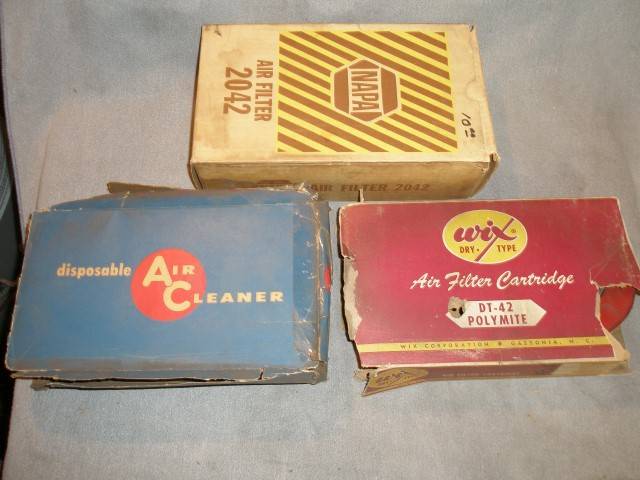 NAPA
AIR FILTER
2042
10.00
AIR FILTER 2042
disposable
AIR
CLEANER
Wix
DRY - TYPE
Air Filter Cartridge
DT-42
POLYMITE
WIX CORPORATION GASTONIA, N. C.